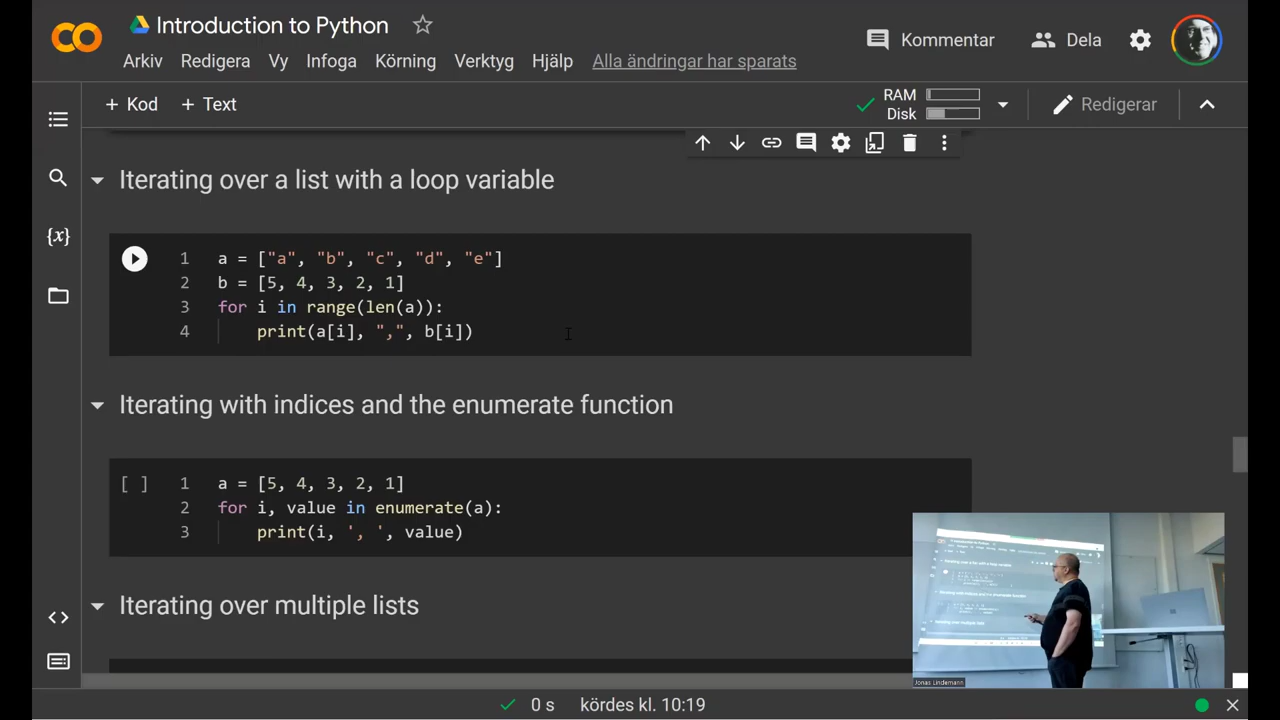 Introduction to Python
Arkiv Redigera Vy Infoga Körning Verktyg Hjälp Alla ändringar har sparats
Kommentar Dela
+ Kod + Text
RAM
Disk
Redigerar
Iterating over a list with a loop variable
1 a = ["a", "b", "c", "d", "e"]
2 b = [5, 4, 3, 2, 1]
3 for i in range(len(a)):
4 print(a[i], ",", b[i])
Iterating with indices and the enumerate function
[ ] 1 a = [5, 4, 3, 2, 1]
2 for i, value in enumerate(a):
3 print(i, ', ', value)
Iterating over multiple lists
{x}
Jonas Lindemann
0 s kördes kl. 10:19